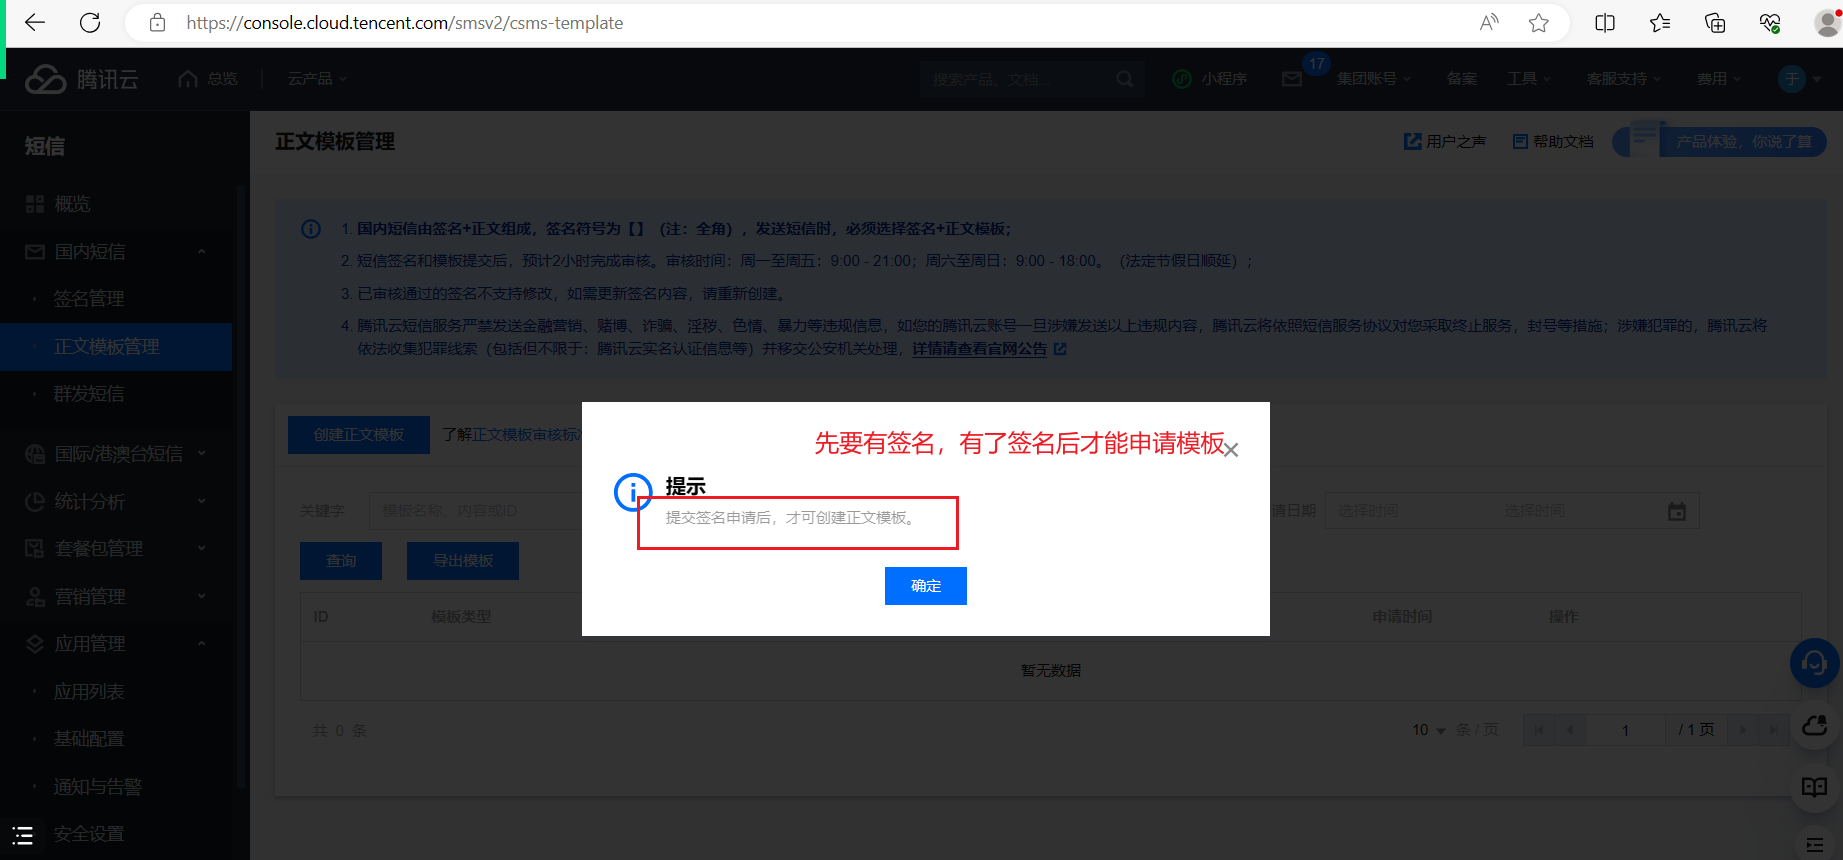 https://console.cloud.tencent.com/smsv2/csms-template
腾讯云
总览
云产品
搜索产品、文档...
小程序
17
集团账号
备案
工具
客服支持
费用
于
短信
概览
国内短信
签名管理
正文模板管理
群发短信
国际/港澳台短信
统计分析
套餐包管理
营销管理
应用管理
应用列表
基础配置
通知与告警
安全设置
正文模板管理
用户之声
帮助文档
产品体验，你说了算
1. 国内短信由签名+正文组成，签名符号为【】（注：全角），发送短信时，必须选择签名+正文模板；
2. 短信签名和模板提交后，预计2小时完成审核。审核时间：周一至周五：9:00 - 21:00；周六至周日：9:00 - 18:00。（法定节假日顺延）；
3. 已审核通过的签名不支持修改，如需更新签名内容，请重新创建。
4. 腾讯云短信服务严禁发送金融营销、赌博、诈骗、淫秽、色情、暴力等违规信息，如您的腾讯云账号一旦涉嫌发送以上违规内容，腾讯云将依照短信服务协议对您采取终止服务，封号等措施；涉嫌犯罪的，腾讯云将
依法收集犯罪线索（包括但不限于：腾讯云实名认证信息等）并移交公安机关处理，详情请查看官网公告
创建正文模板
了解正文模板审核标
先要有签名，有了签名后才能申请模板
提示
提交签名申请后，才可创建正文模板。
确定
关键字
模板名称、内容或ID
请日期
选择时间
选择时间
查询
导出模板
ID
模板类型
申请时间
操作
暂无数据
共 0 条
10
条 / 页
1
/ 1 页